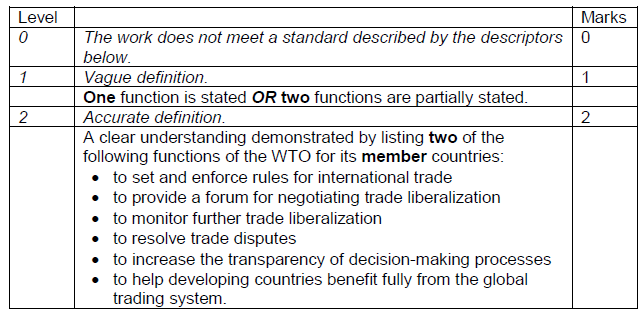 Level Marks
0 The work does not meet a standard described by the descriptors 0
below.
1 Vague definition. 1
One function is stated OR two functions are partially stated.
2 Accurate definition. 2
A clear understanding demonstrated by listing two of the
following functions of the WTO for its member countries:
• to set and enforce rules for international trade
• to provide a forum for negotiating trade liberalization
• to monitor further trade liberalization
• to resolve trade disputes
• to increase the transparency of decision-making processes
• to help developing countries benefit fully from the global
trading system.